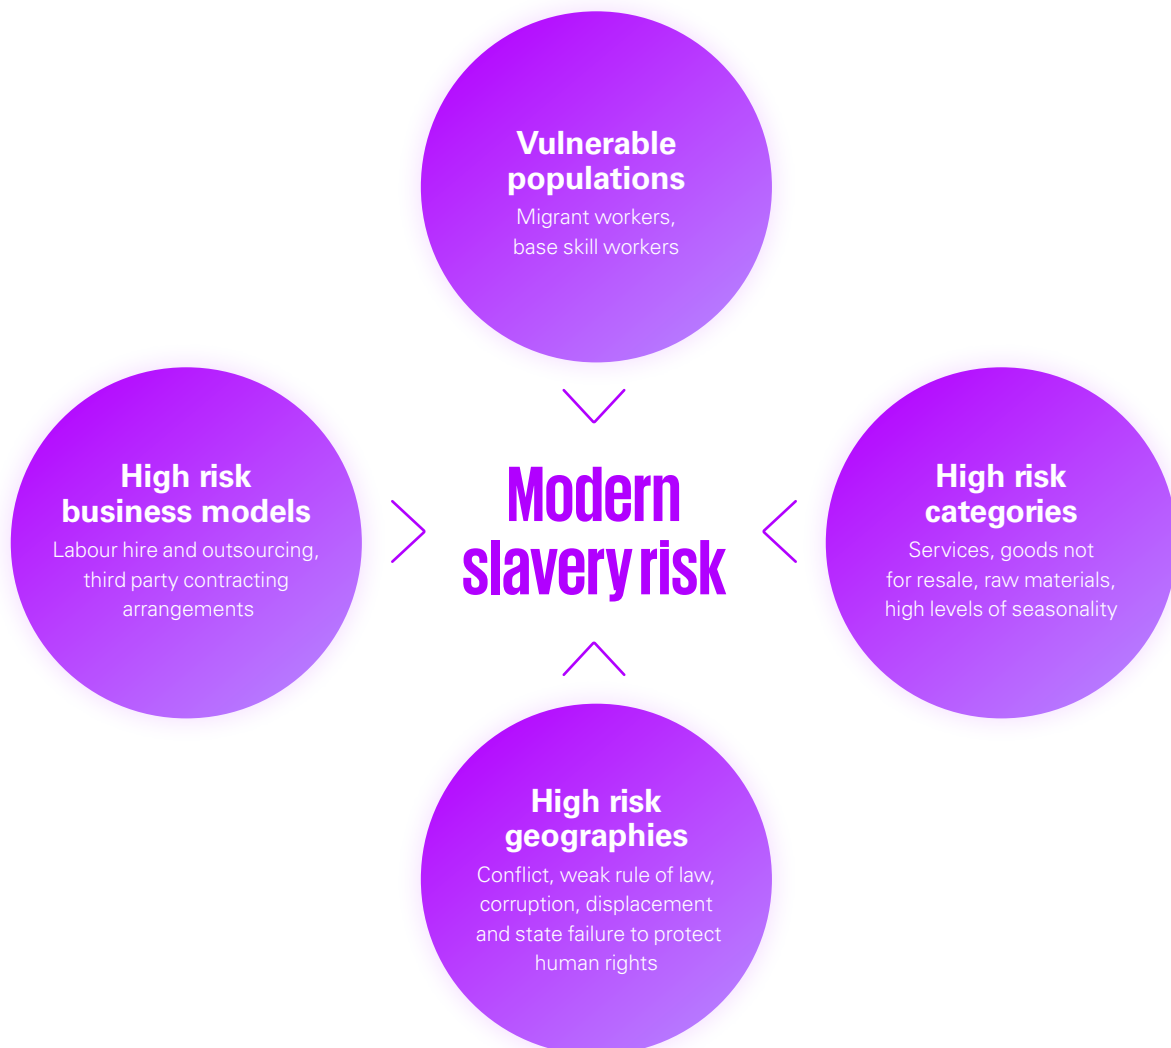 Vulnerable
populations
Migrant workers,
base skill workers
High risk
business models
Labour hire and outsourcing,
third party contracting
arrangements
Modern
slavery risk
High risk
categories
Services, goods not
for resale, raw materials,
high levels of seasonality
High risk
geographies
Conflict, weak rule of law,
corruption, displacement
and state failure to protect
human rights